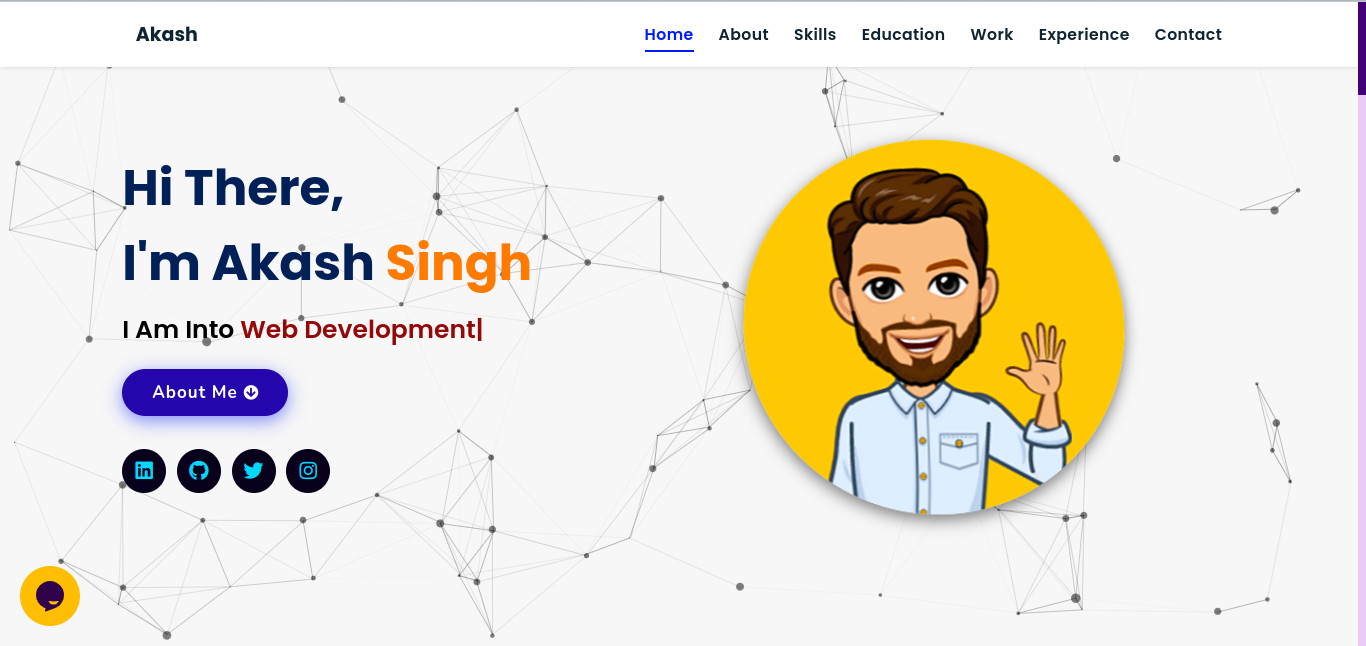 Akash
Home About Skills Education Work Experience Contact
Hi There,
I'm Akash Singh
I Am Into Web Development|
About Me